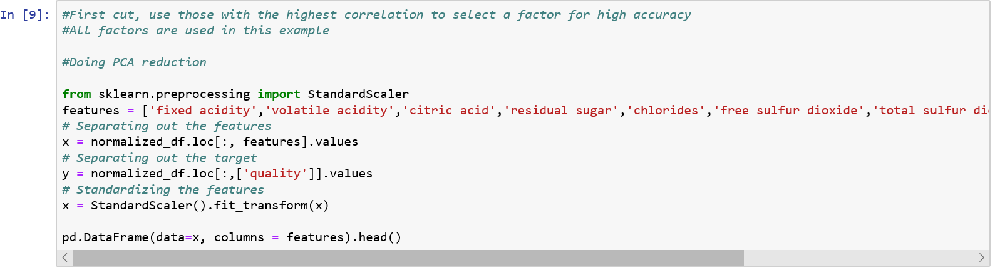 In [9]:
#First cut, use those with the highest correlation to select a factor for high accuracy
#All factors are used in this example
#Doing PCA reduction
from sklearn.preprocessing import StandardScaler
features = ['fixed acidity','volatile acidity','citric acid','residual sugar','chlorides','free sulfur dioxide','total sulfur
# Separating out the features
x = normalized_df.loc[:, features].values
# Separating out the target
y = normalized_df.loc[:,['quality']].values
# Standardizing the features
x = StandardScaler().fit_transform(x)
pd.DataFrame(data=x, columns = features).head()